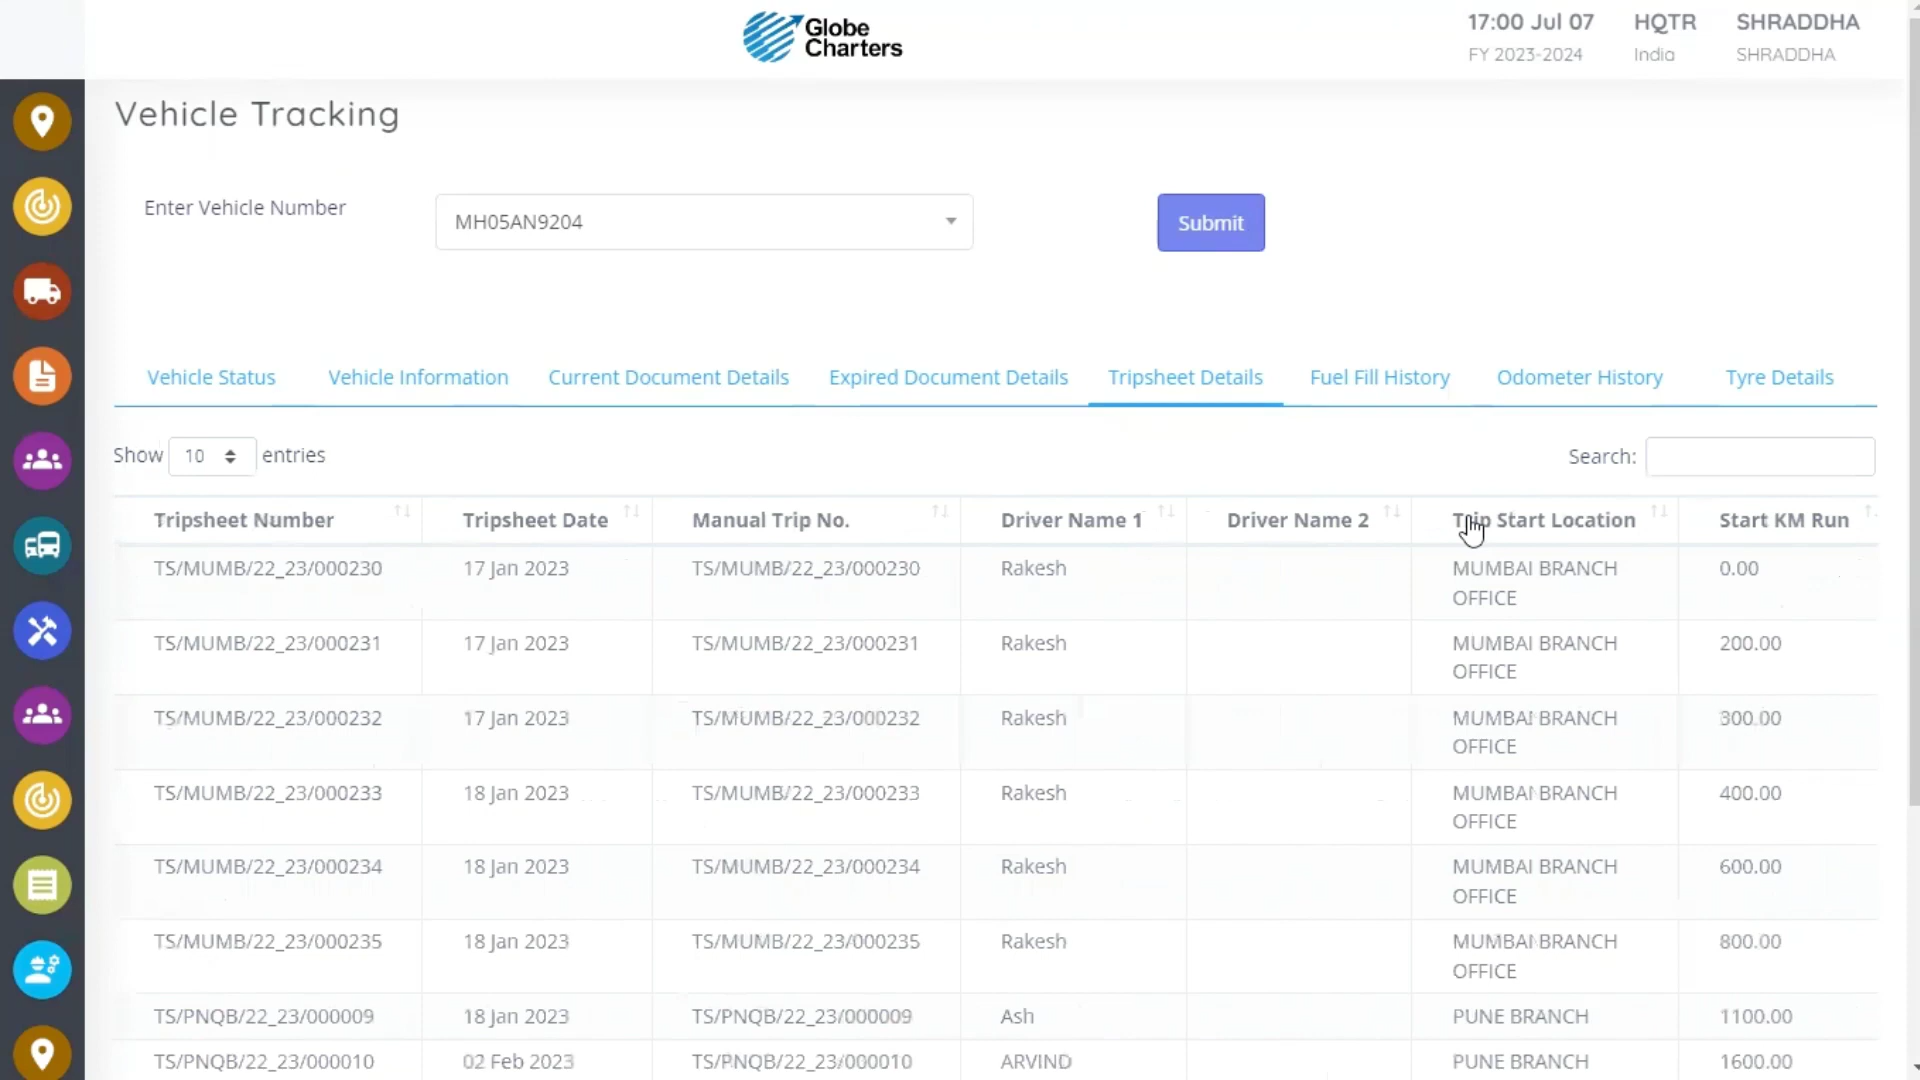 Globe
Charters
17:00 Jul 07
FY 2023-2024
HQTR
India
SHRADDHA
SHRADDHA
Vehicle Tracking
Enter Vehicle Number
MH05AN9204
Submit
Vehicle Status Vehicle Information Current Document Details Expired Document Details Tripsheet Details Fuel Fill History Odometer History Tyre Details
Show 10 entries
Search:
Tripsheet Number Tripsheet Date Manual Trip No. Driver Name 1 Driver Name 2 Trip Start Location Start KM Run
TS/MUMB/22_23/000230 17 Jan 2023 TS/MUMB/22_23/000230 Rakesh MUMBAI BRANCH OFFICE 0.00
TS/MUMB/22_23/000231 17 Jan 2023 TS/MUMB/22_23/000231 Rakesh MUMBAI BRANCH OFFICE 200.00
TS/MUMB/22_23/000232 17 Jan 2023 TS/MUMB/22_23/000232 Rakesh MUMBAI BRANCH OFFICE 300.00
TS/MUMB/22_23/000233 18 Jan 2023 TS/MUMB/22_23/000233 Rakesh MUMBAI BRANCH OFFICE 400.00
TS/MUMB/22_23/000234 18 Jan 2023 TS/MUMB/22_23/000234 Rakesh MUMBAI BRANCH OFFICE 600.00
TS/MUMB/22_23/000235 18 Jan 2023 TS/MUMB/22_23/000235 Rakesh MUMBAI BRANCH OFFICE 800.00
TS/PNQB/22_23/000009 18 Jan 2023 TS/PNQB/22_23/000009 Ash PUNE BRANCH 1100.00
TS/PNQB/22_23/000010 02 Feb 2023 TS/PNQB/22_23/000010 ARVIND PUNE BRANCH 1600.00